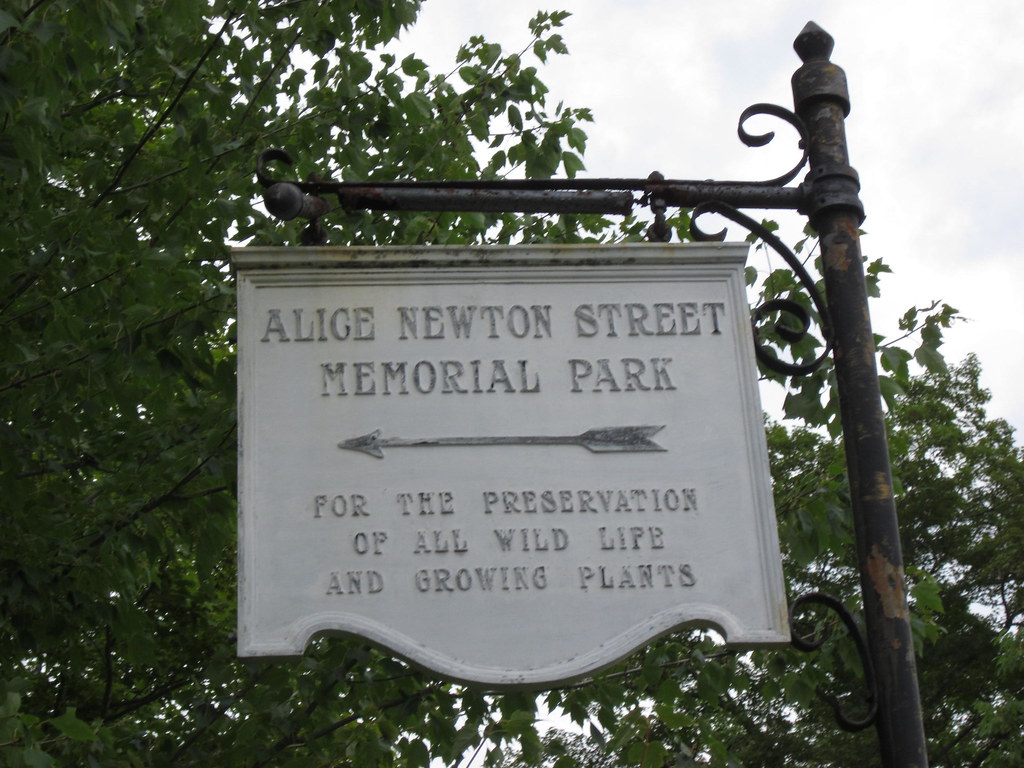 ALICE NEWTON STREET
MEMORIAL PARK
FOR THE PRESERVATION
OF ALL WILD LIFE
AND GROWING PLANTS